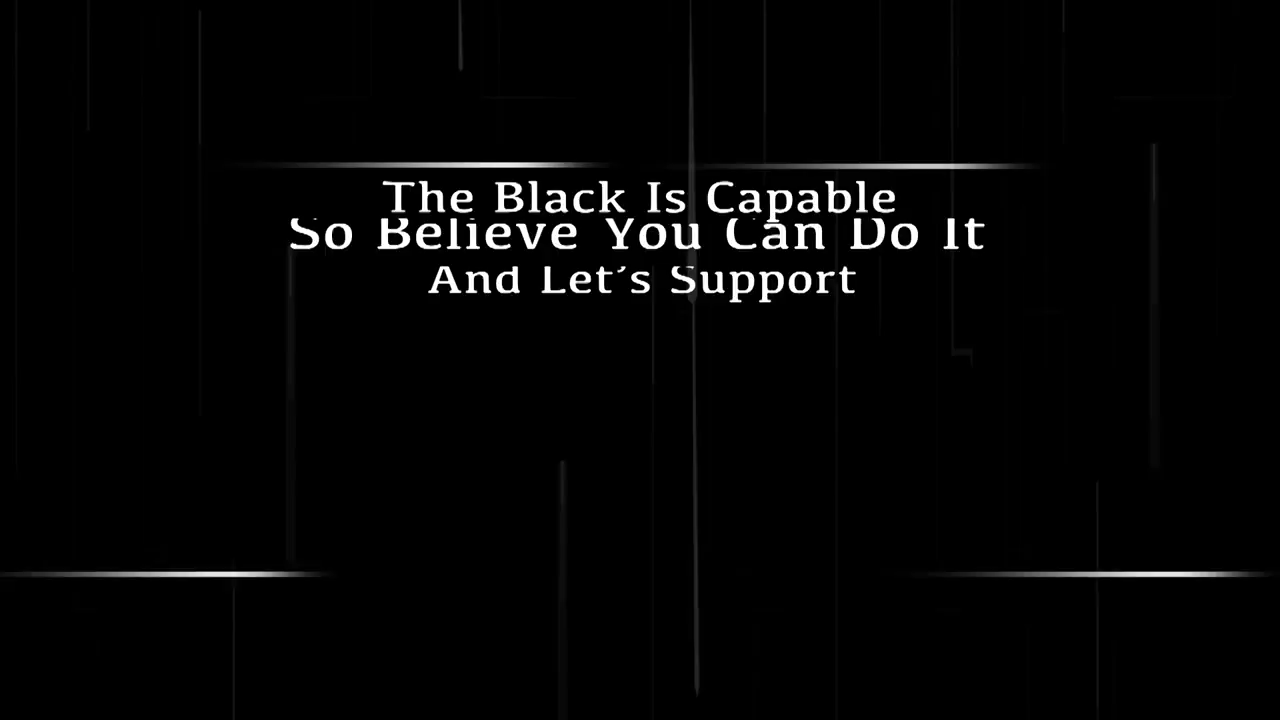 The Black Is Capable
So Believe You Can Do It
And Let's Support